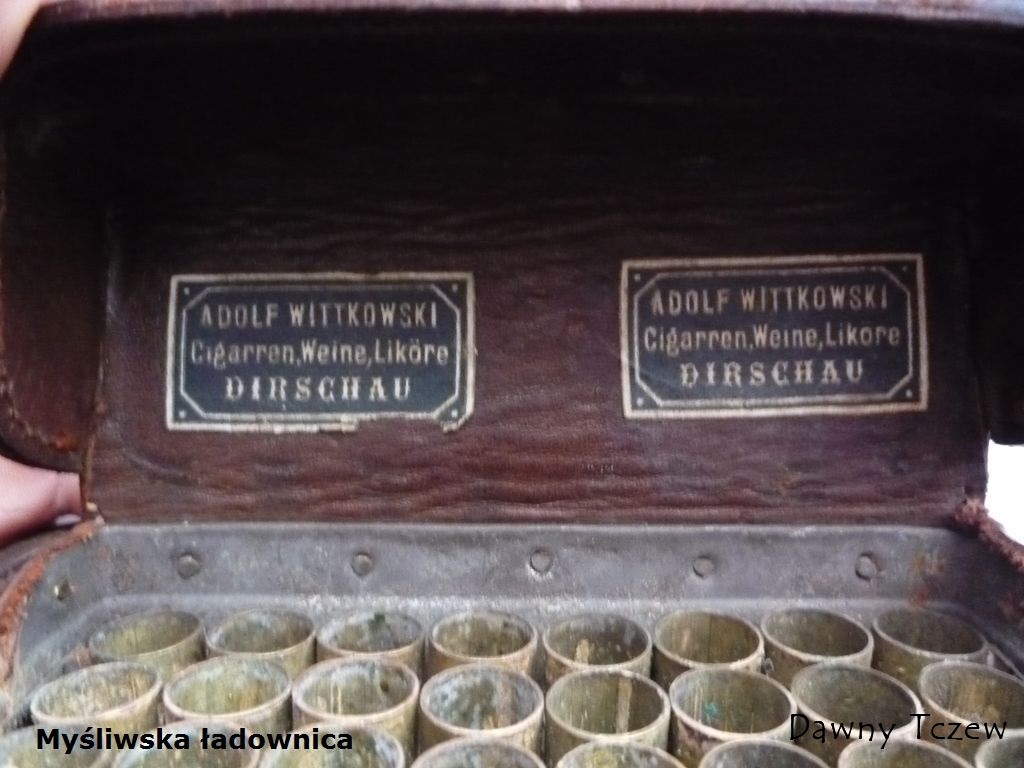 ADOLF WITTKOWSKI
Cigarren, Weine, Liköre
DIRSCHAU
ADOLF WITTKOWSKI
Cigarren, Weine, Liköre
DIRSCHAU
Myśliwska ładownica
Dawny Tczew